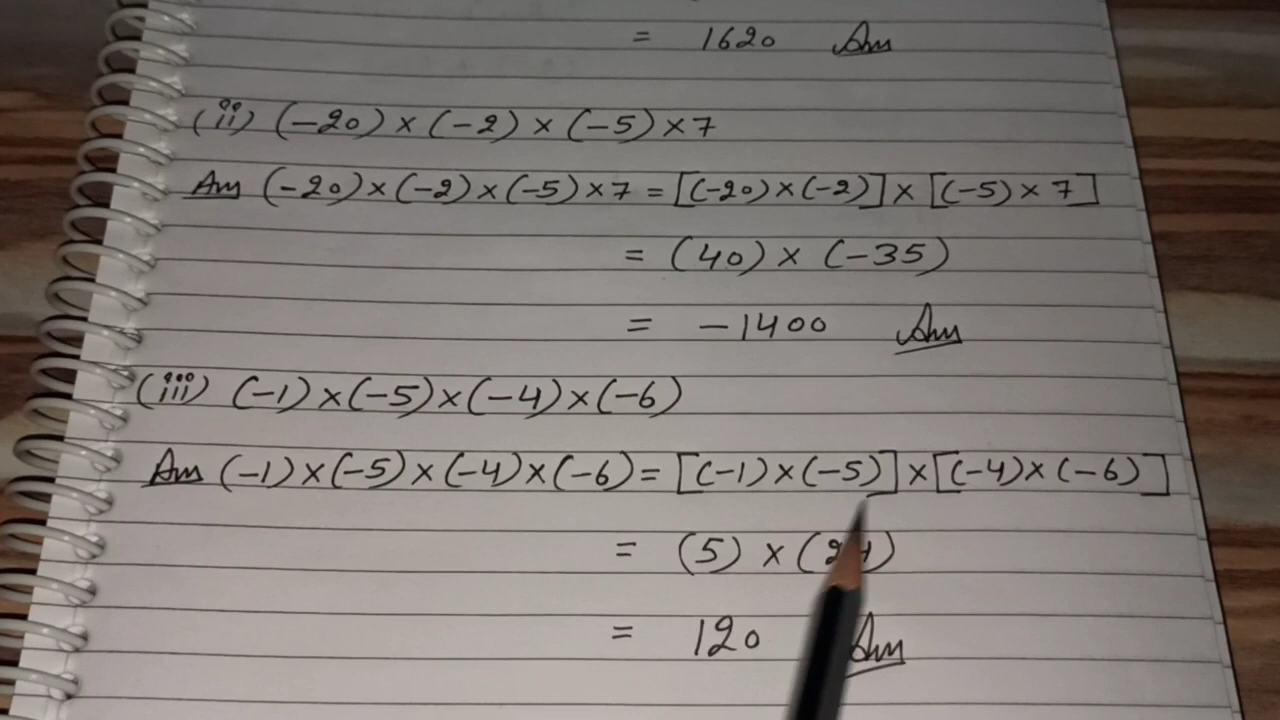 = 1620 Ans
(ii) (-20) × (-2) × (-5) × 7
Ans (-20) × (-2) × (-5) × 7 = [(-20) × (-2)] × [(-5) × 7]
= (40) × (-35)
= -1400 Ans
(iii) (-1) × (-5) × (-4) × (-6)
Ans (-1) × (-5) × (-4) × (-6) = [(-1) × (-5)] × [(-4) × (-6)]
= (5) × (24)
= 120 Ans